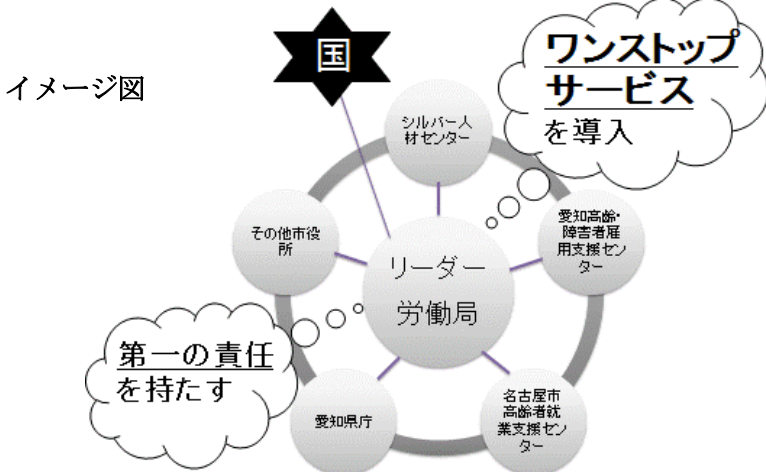 国
イメージ図
ワンストップ
サービス
を導入
シルバー人
材センター
その他市役
所
愛知高齢・
障害者雇
用支援セン
ター
リーダー
労働局
第一の責任
を持たす
愛知県庁
名古屋市
高齢者就
業支援セン
ター